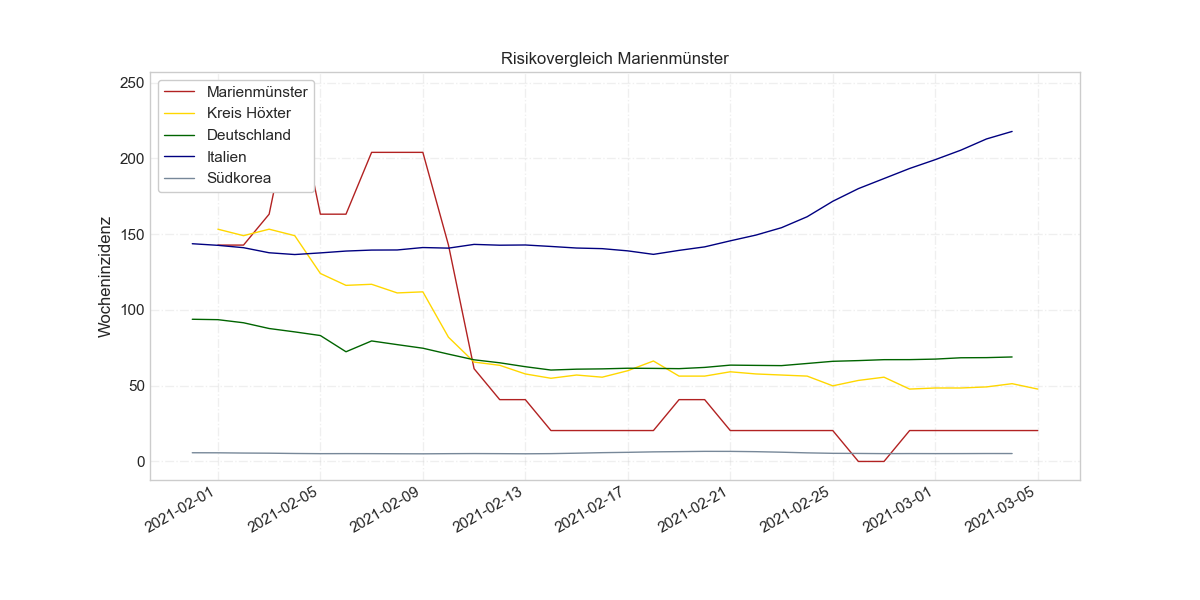 Risikovergleich Marienmünster
Wocheninzidenz
250
200
150
100
50
0
Marienmünster
Kreis Höxter
Deutschland
Italien
Südkorea
2021-02-01
2021-02-05
2021-02-09
2021-02-13
2021-02-17
2021-02-21
2021-02-25
2021-03-01
2021-03-05